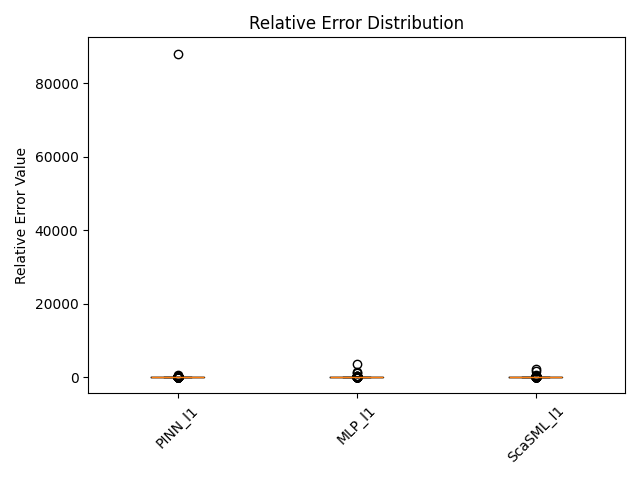 Relative Error Distribution
Relative Error Value
80000
60000
40000
20000
0
PINN_l1
MLP_l1
ScaSML_l1